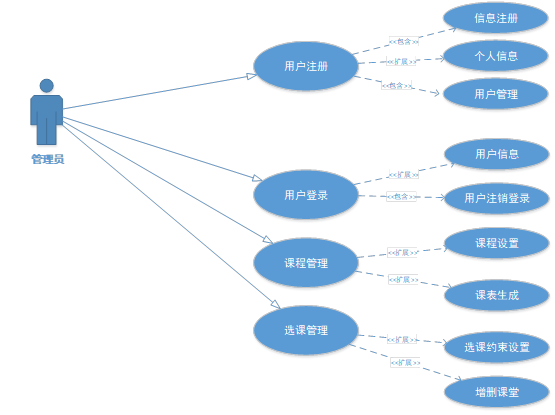 信息注册
<<包含>>
用户注册
<<扩展>>
个人信息
<<包含>>
用户管理
管理员
用户信息
<<扩展>>
用户登录
<<包含>>
用户注销登录
课程设置
<<扩展>>
课程管理
<<扩展>>
课表生成
选课管理
<<扩展>>
选课约束设置
<<扩展>>
增删课堂